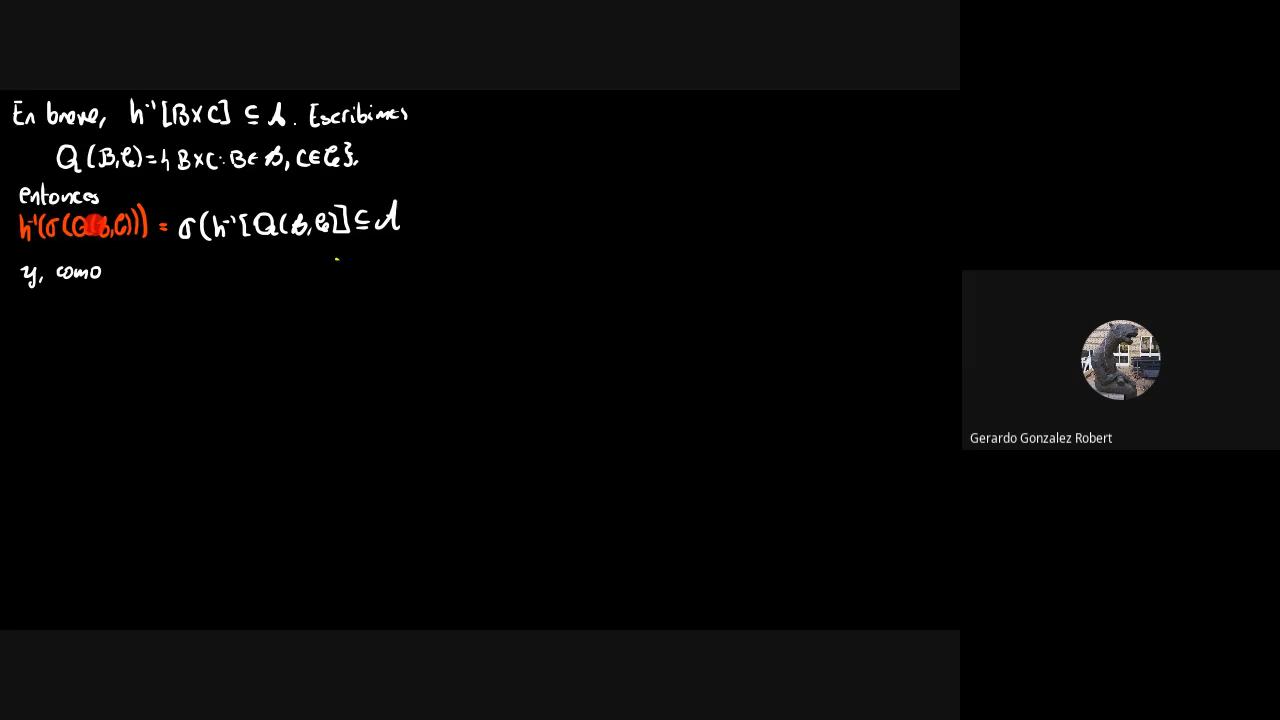 En breve, h⁻¹[B×C] ⊆ 𝒜. Escribimos
Q(ℬ,𝒞)={B×C: B∈ℬ, C∈𝒞}.
entonces
h⁻¹(σ(Q(ℬ,𝒞))) = σ(h⁻¹[Q(ℬ,𝒞)] ⊆ 𝒜
y, como
Gerardo Gonzalez Robert